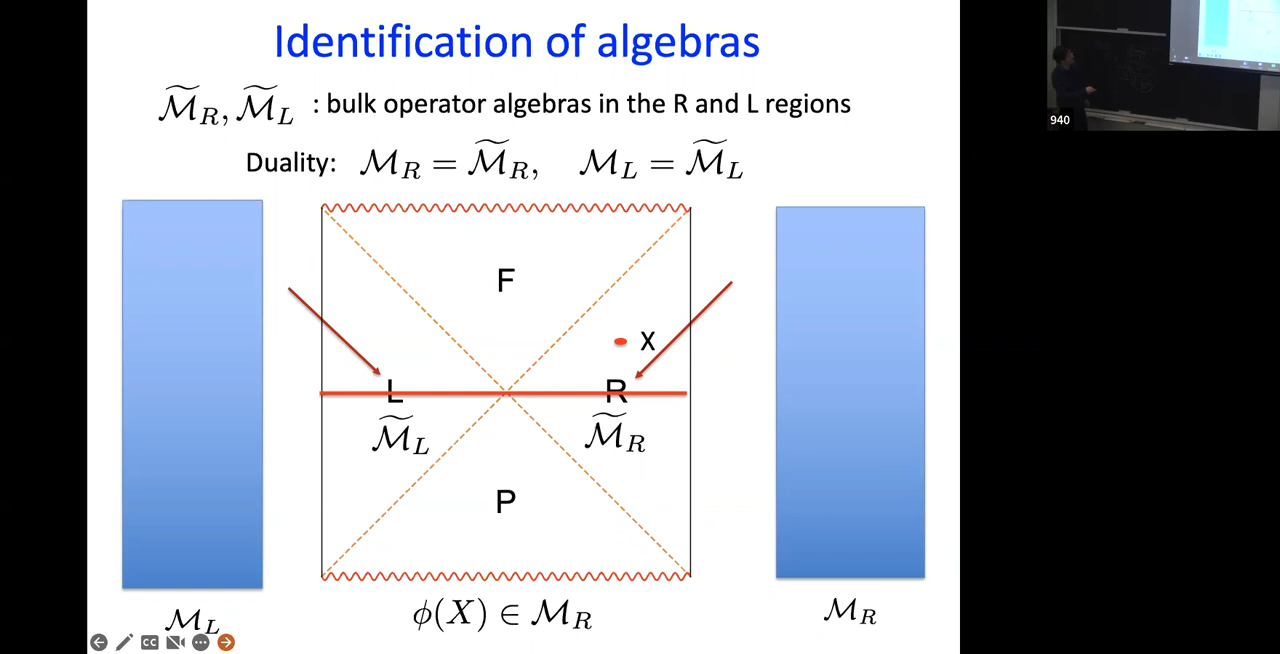 Identification of algebras
M̃_R, M̃_L : bulk operator algebras in the R and L regions
Duality: M_R = M̃_R, M_L = M̃_L
F
X
L R
M̃_L M̃_R
P
M_L ϕ(X) ∈ M_R M_R
CC
940